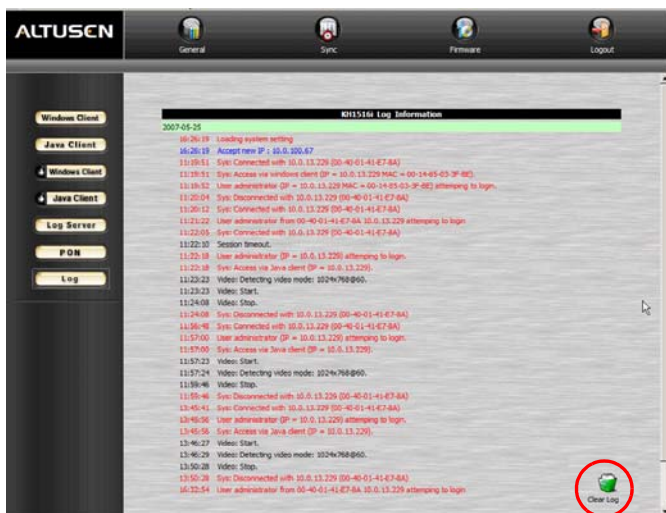 ALTUSEN
General
Sync
Firmware
Logout
Windows Client
Java Client
Windows Client
Java Client
Log Server
PON
Log
KH1516i Log Information
2007-05-25
16:26:19 Loading system setting
16:26:19 Accept new IP : 10.0.100.67
11:19:51 Sys: Connected with 10.0.13.229 (00-40-01-41-E7-8A)
11:19:51 Sys: Access via windows client (IP = 10.0.13.229 MAC = 00-14-85-03-3F-8E).
11:19:52 User administrator (IP = 10.0.13.229 MAC = 00-14-85-03-3F-8E) attemping to login.
11:20:04 Sys: Disconnected with 10.0.13.229 (00-40-01-41-E7-8A)
11:20:12 Sys: Connected with 10.0.13.229 (00-40-01-41-E7-8A)
11:21:22 User administrator from 00-40-01-41-E7-8A 10.0.13.229 attemping to login
11:22:05 Sys: Connected with 10.0.13.229 (00-40-01-41-E7-8A)
11:22:10 Session timeout.
11:22:18 User administrator (IP = 10.0.13.229) attemping to login.
11:22:18 Sys: Access via Java client (IP = 10.0.13.229).
11:23:23 Video: Detecting video mode: 1024x768@60.
11:23:23 Video: Start.
11:24:08 Video: Stop.
11:24:08 Sys: Disconnected with 10.0.13.229 (00-40-01-41-E7-8A)
11:56:48 Sys: Connected with 10.0.13.229 (00-40-01-41-E7-8A)
11:57:00 User administrator (IP = 10.0.13.229) attemping to login.
11:57:00 Sys: Access via Java client (IP = 10.0.13.229).
11:57:23 Video: Start.
11:57:24 Video: Detecting video mode: 1024x768@60.
11:59:46 Video: Stop.
11:59:46 Sys: Disconnected with 10.0.13.229 (00-40-01-41-E7-8A)
13:45:41 Sys: Connected with 10.0.13.229 (00-40-01-41-E7-8A)
13:45:56 User administrator (IP = 10.0.13.229) attemping to login.
13:45:56 Sys: Access via Java client (IP = 10.0.13.229).
13:46:27 Video: Start.
13:46:29 Video: Detecting video mode: 1024x768@60.
13:50:28 Video: Stop.
13:50:28 Sys: Disconnected with 10.0.13.229 (00-40-01-41-E7-8A)
16:32:54 User administrator from 00-40-01-41-E7-8A 10.0.13.229 attemping to login
Clear Log